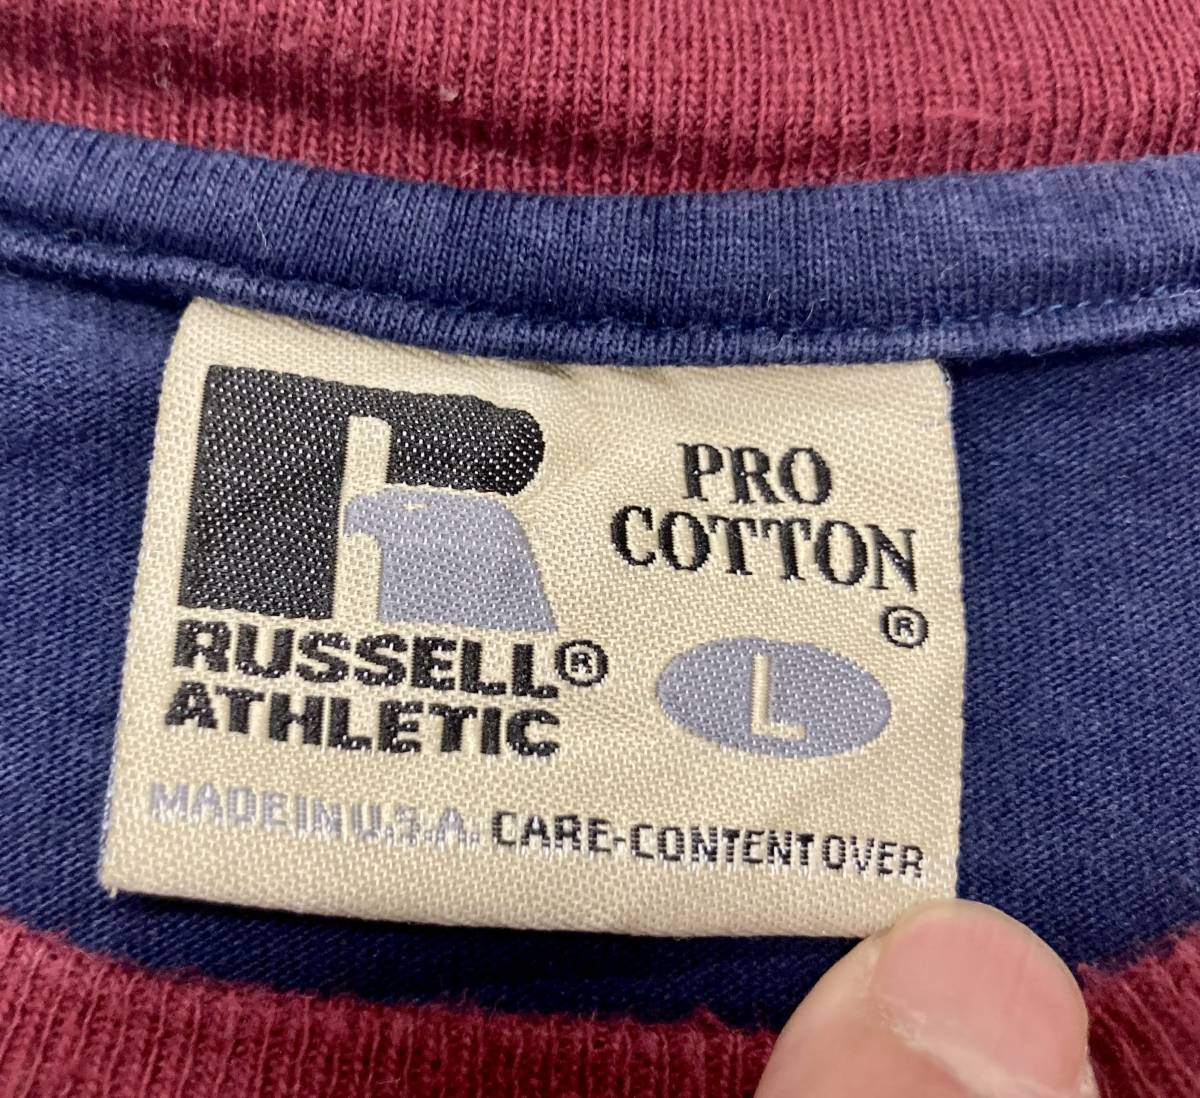 RUSSELL®
ATHLETIC
PRO
COTTON
®
L
MADE IN U.S.A. CARE-CONTENT OVER